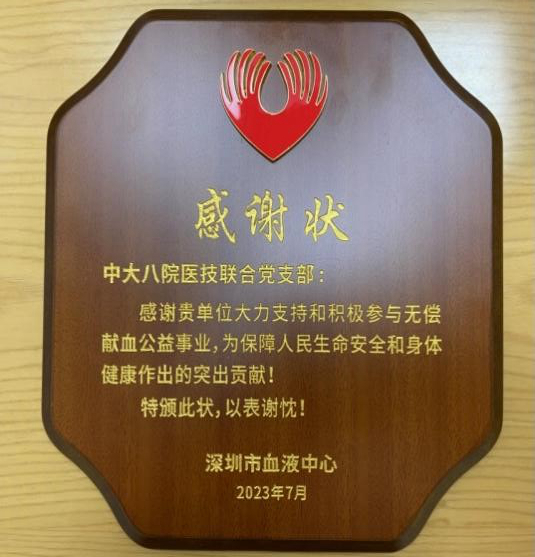 感谢状
中大八院医技联合党支部：
感谢贵单位大力支持和积极参与无偿
献血公益事业，为保障人民生命安全和身体
健康作出的突出贡献！
特颁此状，以表谢忱！
深圳市血液中心
2023年7月